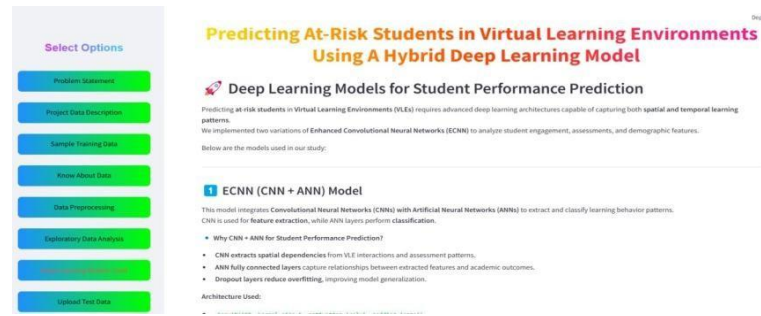 Select Options
Problem Statement
Project Data Description
Sample Training Data
Know About Data
Data Preprocessing
Exploratory Data Analysis
Upload Test Data
Predicting At-Risk Students in Virtual Learning Environments
Using A Hybrid Deep Learning Model
🚀 Deep Learning Models for Student Performance Prediction
Predicting at-risk students in Virtual Learning Environments (VLEs) requires advanced deep learning architectures capable of capturing both spatial and temporal learning
patterns.
We implemented two variations of Enhanced Convolutional Neural Networks (ECNN) to analyze student engagement, assessments, and demographic features.
Below are the models used in our study:
1 ECNN (CNN + ANN) Model
This model integrates Convolutional Neural Networks (CNNs) with Artificial Neural Networks (ANNs) to extract and classify learning behavior patterns.
CNN is used for feature extraction, while ANN layers perform classification.
Why CNN + ANN for Student Performance Prediction?
• CNN extracts spatial dependencies from VLE interactions and assessment patterns.
• ANN fully connected layers capture relationships between extracted features and academic outcomes.
• Dropout layers reduce overfitting, improving model generalization.
Architecture Used: